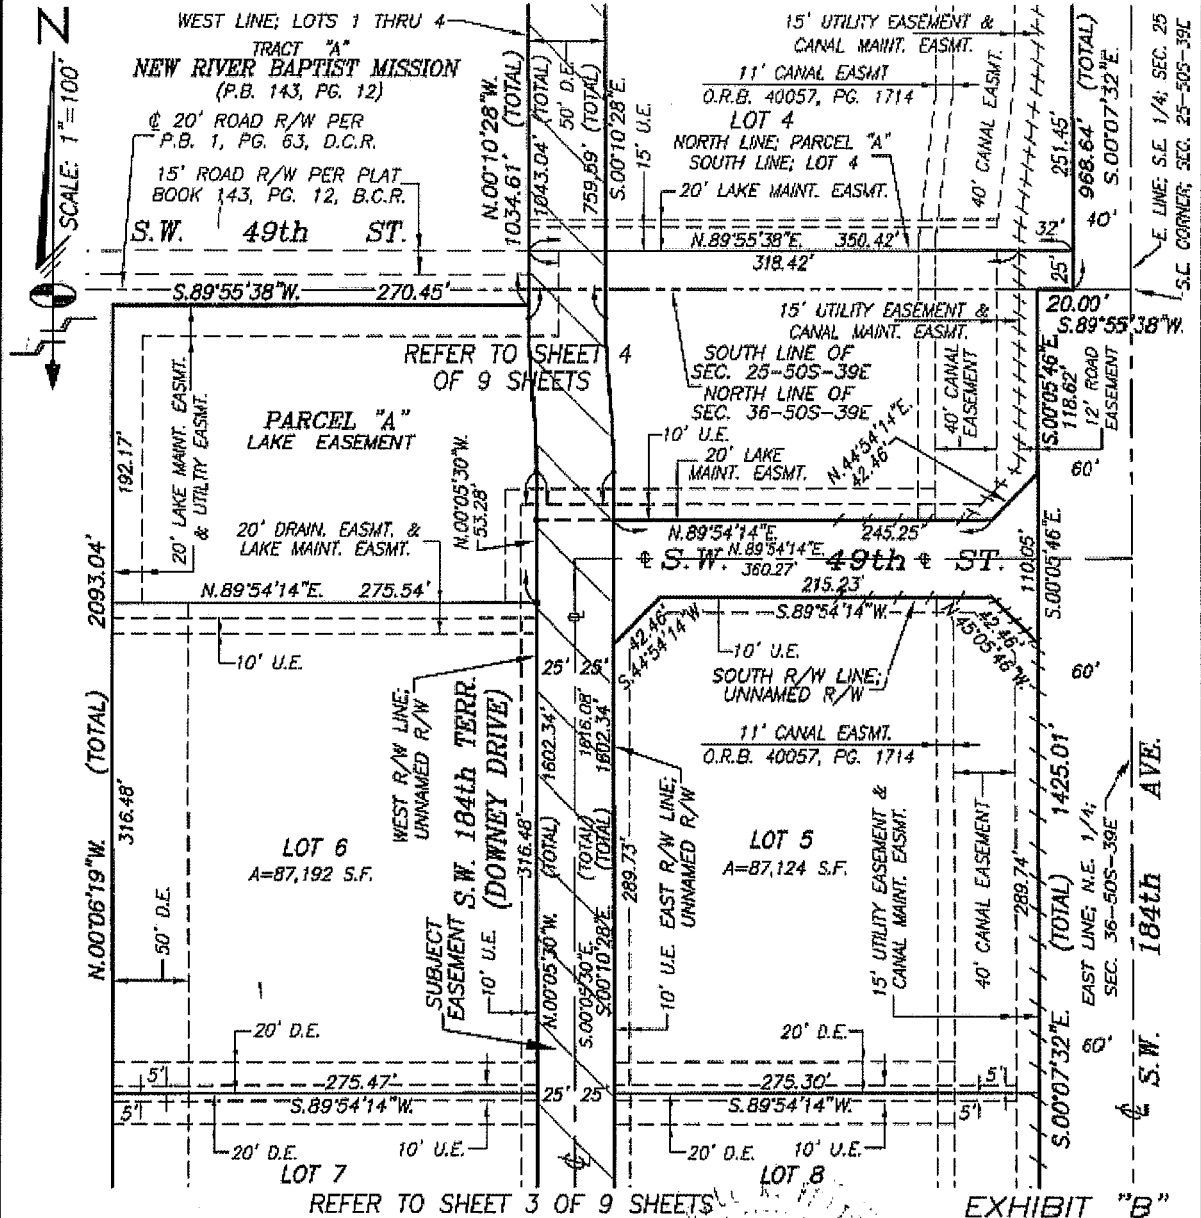 WEST LINE; LOTS 1 THRU 4
TRACT "A"
NEW RIVER BAPTIST MISSION
(P.B. 143, PG. 12)
℄ 20' ROAD R/W PER
P.B. 1, PG. 63, D.C.R.
15' ROAD R/W PER PLAT
BOOK 143, PG. 12, B.C.R.
S.W. 49th ST.
N
SCALE: 1"=100'
N.00°10'28"W.
1034.61' (TOTAL)
1043.04' (TOTAL)
50' D.E.
759.59' (TOTAL)
S.00°10'28"E.
15' U.E.
15' UTILITY EASEMENT &
CANAL MAINT. EASMT.
11' CANAL EASMT
O.R.B. 40057, PG. 1714
LOT 4
NORTH LINE; PARCEL "A"
SOUTH LINE; LOT 4
20' LAKE MAINT. EASMT.
40' CANAL EASMT.
251.45'
968.64' (TOTAL)
S.00°07'32"E.
40'
32'
25'
E. LINE; S.E. 1/4; SEC. 25
S.E. CORNER; SEC. 25-50S-39E
N.89°55'38"E. 350.42'
318.42'
S.89°55'38"W. 270.45'
20.00'
S.89°55'38"W.
15' UTILITY EASEMENT &
CANAL MAINT. EASMT.
REFER TO SHEET 4
OF 9 SHEETS
SOUTH LINE OF
SEC. 25-50S-39E
NORTH LINE OF
SEC. 36-50S-39E
40' CANAL
EASEMENT
S.00°05'46"E.
118.62'
12' ROAD
EASEMENT
60'
PARCEL "A"
LAKE EASEMENT
192.17'
20' LAKE MAINT. EASMT.
& UTILITY EASMT.
10' U.E.
20' LAKE
MAINT. EASMT.
N.44°54'14"E.
42.46'
N.00°05'30"W.
53.28'
20' DRAIN. EASMT. &
LAKE MAINT. EASMT.
N.89°54'14"E. 245.25'
℄ S.W. 49th ℄ ST.
N.89°54'14"E.
360.27'
215.23'
S.89°54'14"W.
110.05'
S.00°05'46"E.
N.89°54'14"E. 275.54'
2093.04'
10' U.E.
42.46'
S.44°54'14"W.
10' U.E.
42.46'
N.45°05'46"W.
60'
SOUTH R/W LINE;
UNNAMED R/W
25' 25'
(TOTAL)
316.48'
N.00°06'19"W.
WEST R/W LINE;
UNNAMED R/W
S.W. 184th TERR.
(DOWNEY DRIVE)
1602.34'
1816.08'
1602.34'
(TOTAL)
(TOTAL)
(TOTAL)
316.48'
EAST R/W LINE;
UNNAMED R/W
11' CANAL EASMT.
O.R.B. 40057, PG. 1714
LOT 6
A=87,192 S.F.
LOT 5
A=87,124 S.F.
289.73'
289.74'
15' UTILITY EASEMENT &
CANAL MAINT. EASMT.
40' CANAL EASEMENT
1425.01'
(TOTAL)
S.00°07'32"E.
EAST LINE; N.E. 1/4;
SEC. 36-50S-39E
S.W. 184th AVE.
℄
60'
50' D.E.
SUBJECT
EASEMENT
10' U.E.
N.00°05'30"W.
S.00°05'30"E.
S.00°10'28"E.
10' U.E.
20' D.E.
20' D.E.
5'
275.47'
S.89°54'14"W.
5'
25' 25'
275.30'
S.89°54'14"W.
5'
5'
20' D.E.
10' U.E.
20' D.E.
10' U.E.
LOT 7
LOT 8
REFER TO SHEET 3 OF 9 SHEETS
EXHIBIT "B"